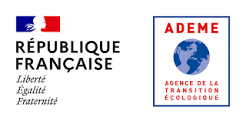 RÉPUBLIQUE
FRANÇAISE
Liberté
Égalité
Fraternité
ADEME
AGENCE DE LA
TRANSITION
ÉCOLOGIQUE